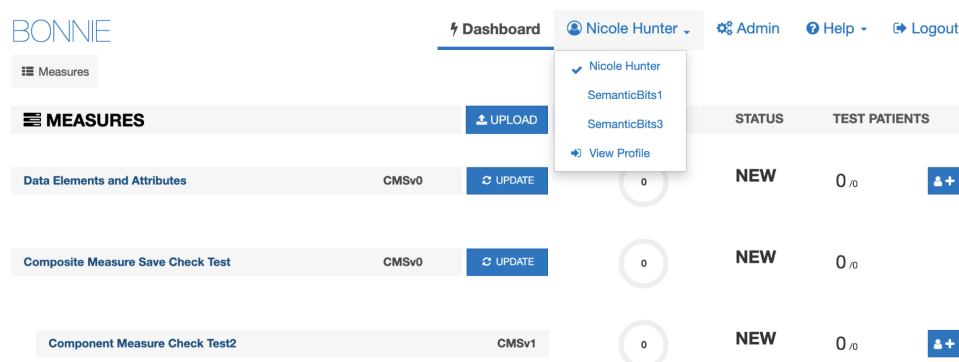 BONNIE
Dashboard
Nicole Hunter
Admin
Help
Logout
Nicole Hunter
SemanticBits1
SemanticBits3
View Profile
Measures
MEASURES
UPLOAD
STATUS
TEST PATIENTS
Data Elements and Attributes
CMSv0
UPDATE
0
NEW
0 /0
Composite Measure Save Check Test
CMSv0
UPDATE
0
NEW
0 /0
Component Measure Check Test2
CMSv1
0
NEW
0 /0